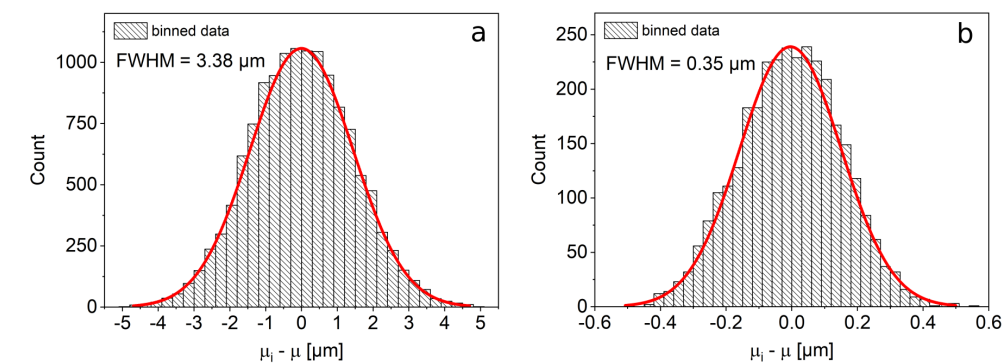 a
binned data
FWHM = 3.38 μm
Count
1000
750
500
250
0
-5 -4 -3 -2 -1 0 1 2 3 4 5
μi - μ [μm]
b
binned data
FWHM = 0.35 μm
Count
250
200
150
100
50
0
-0.6 -0.4 -0.2 0.0 0.2 0.4 0.6
μi - μ [μm]